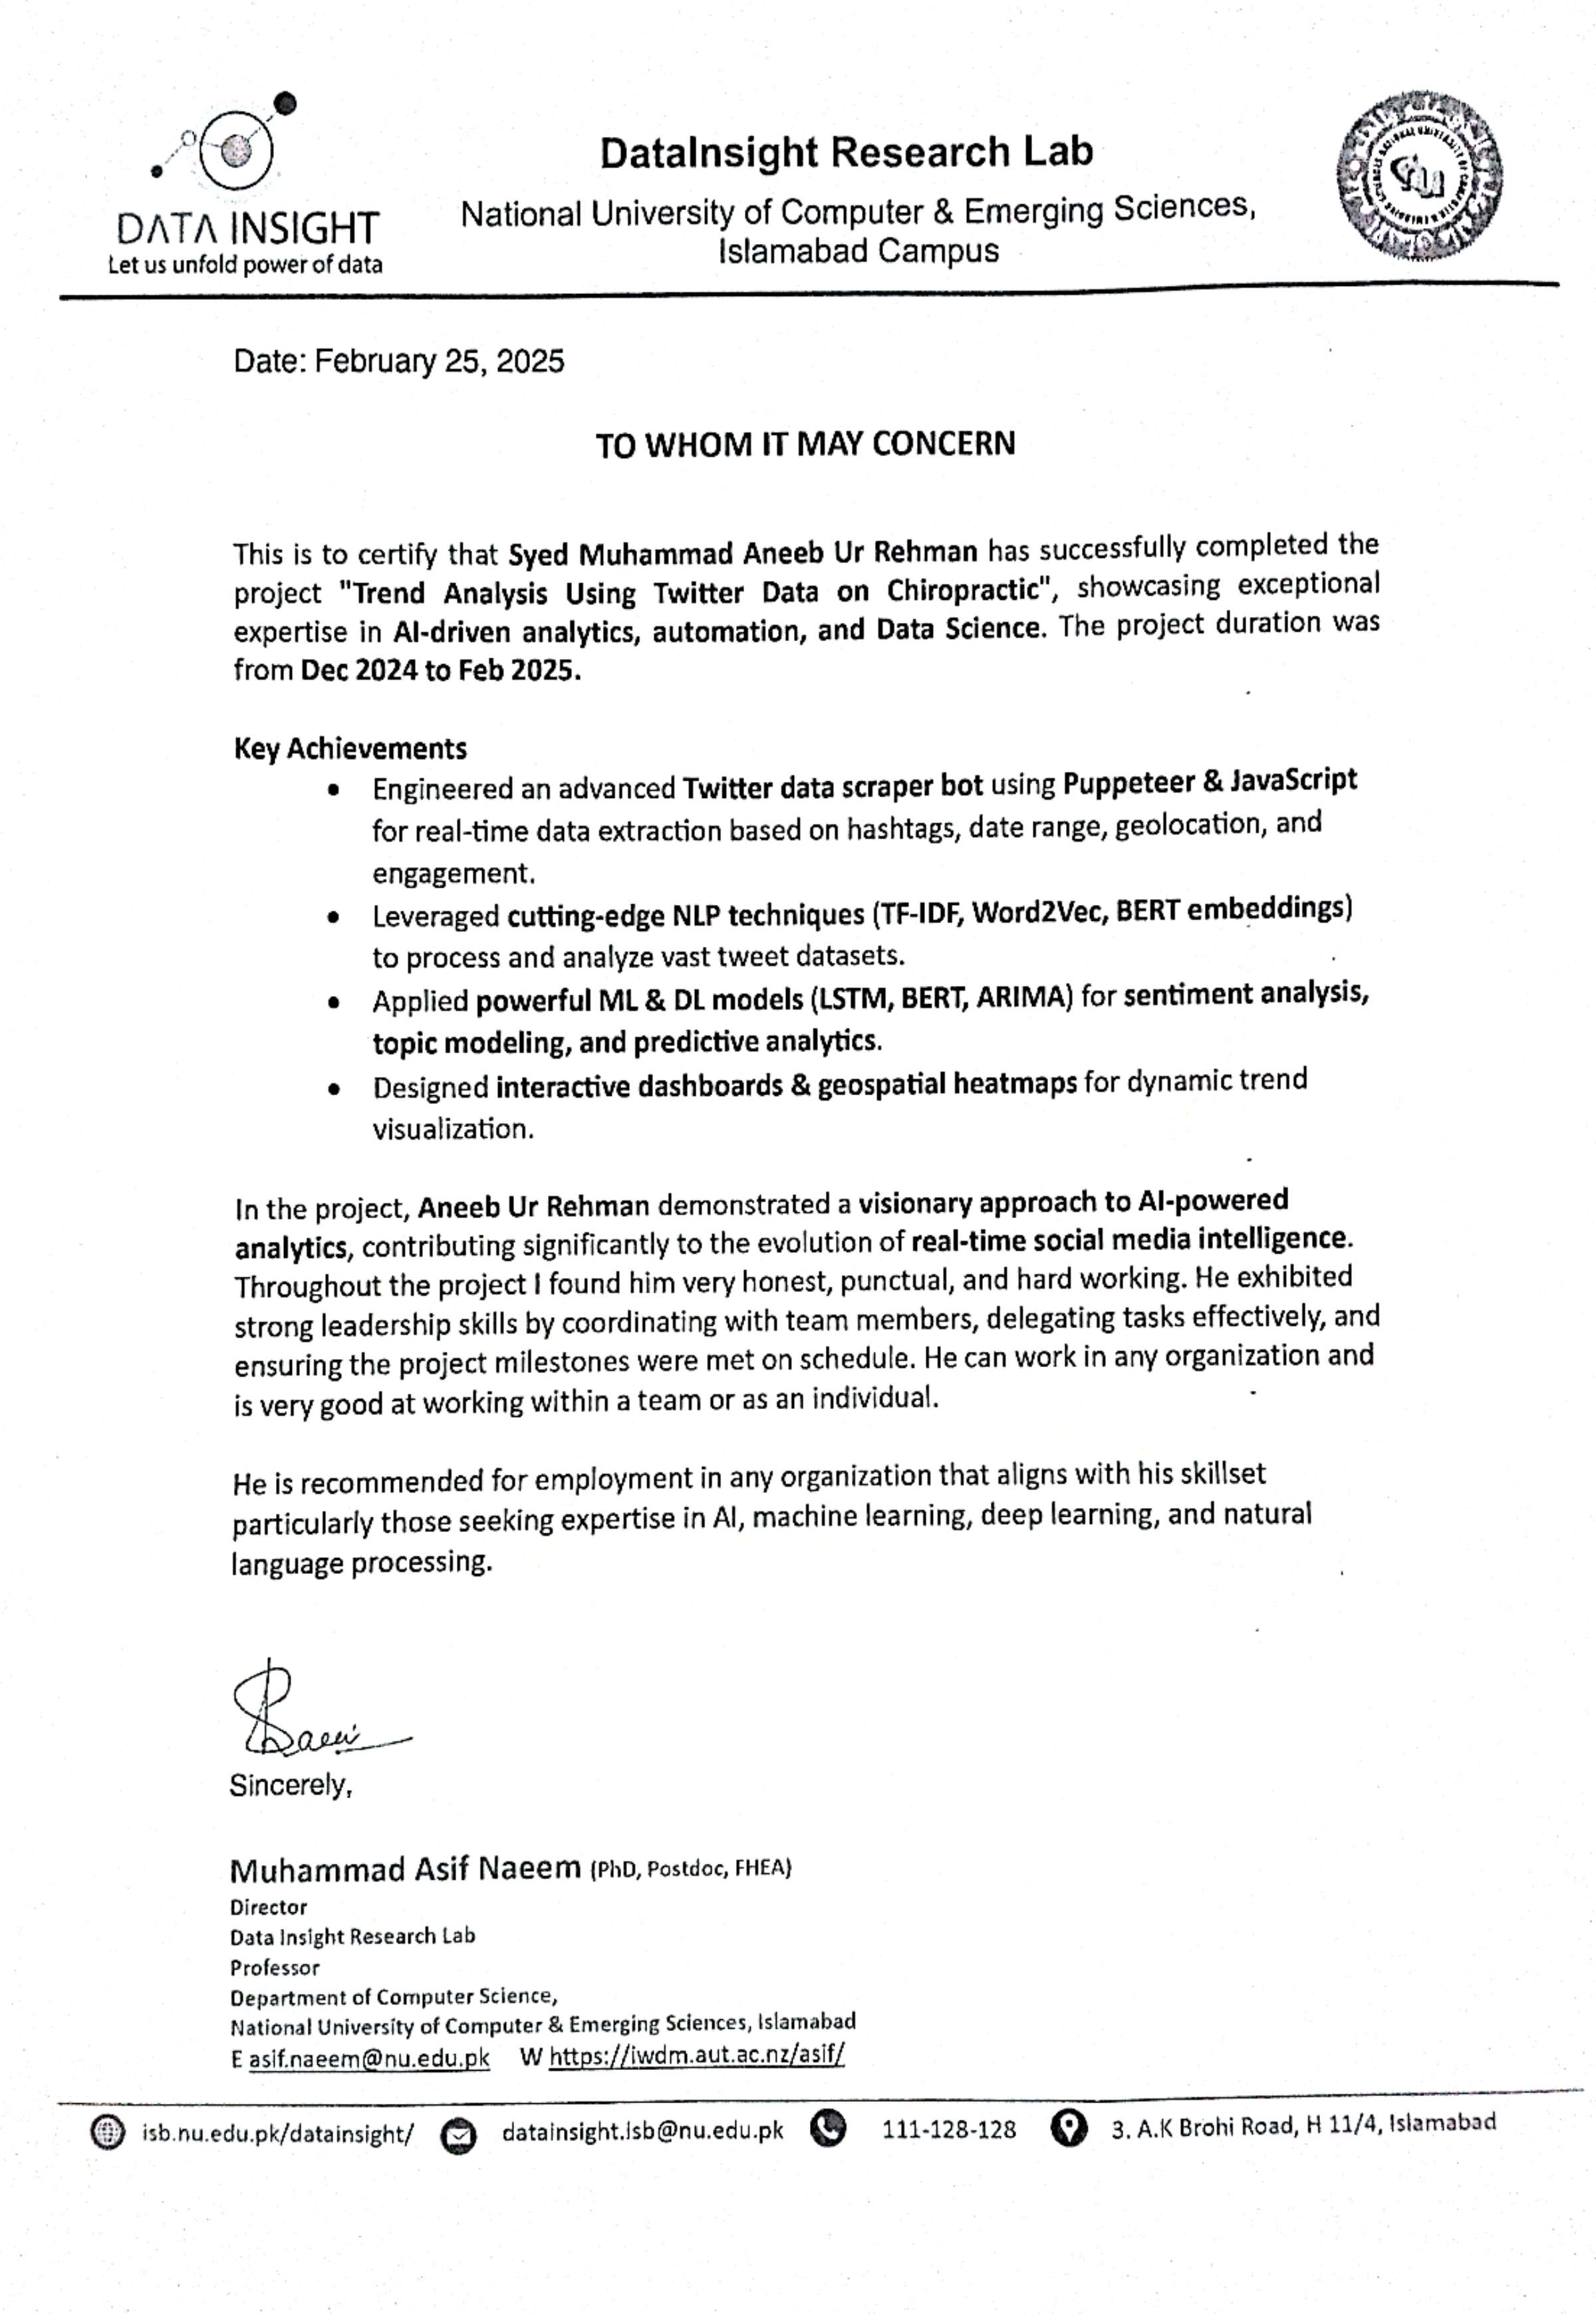 DATA INSIGHT
Let us unfold power of data
DataInsight Research Lab
National University of Computer & Emerging Sciences,
Islamabad Campus
Date: February 25, 2025
TO WHOM IT MAY CONCERN
This is to certify that Syed Muhammad Aneeb Ur Rehman has successfully completed the
project "Trend Analysis Using Twitter Data on Chiropractic", showcasing exceptional
expertise in AI-driven analytics, automation, and Data Science. The project duration was
from Dec 2024 to Feb 2025.
Key Achievements
• Engineered an advanced Twitter data scraper bot using Puppeteer & JavaScript
for real-time data extraction based on hashtags, date range, geolocation, and
engagement.
• Leveraged cutting-edge NLP techniques (TF-IDF, Word2Vec, BERT embeddings)
to process and analyze vast tweet datasets.
• Applied powerful ML & DL models (LSTM, BERT, ARIMA) for sentiment analysis,
topic modeling, and predictive analytics.
• Designed interactive dashboards & geospatial heatmaps for dynamic trend
visualization.
In the project, Aneeb Ur Rehman demonstrated a visionary approach to AI-powered
analytics, contributing significantly to the evolution of real-time social media intelligence.
Throughout the project I found him very honest, punctual, and hard working. He exhibited
strong leadership skills by coordinating with team members, delegating tasks effectively, and
ensuring the project milestones were met on schedule. He can work in any organization and
is very good at working within a team or as an individual.
He is recommended for employment in any organization that aligns with his skillset
particularly those seeking expertise in AI, machine learning, deep learning, and natural
language processing.
Sincerely,
Muhammad Asif Naeem (PhD, Postdoc, FHEA)
Director
Data Insight Research Lab
Professor
Department of Computer Science,
National University of Computer & Emerging Sciences, Islamabad
E asif.naeem@nu.edu.pk W https://iwdm.aut.ac.nz/asif/
isb.nu.edu.pk/datainsight/ datainsight.isb@nu.edu.pk 111-128-128 3. A.K Brohi Road, H 11/4, Islamabad